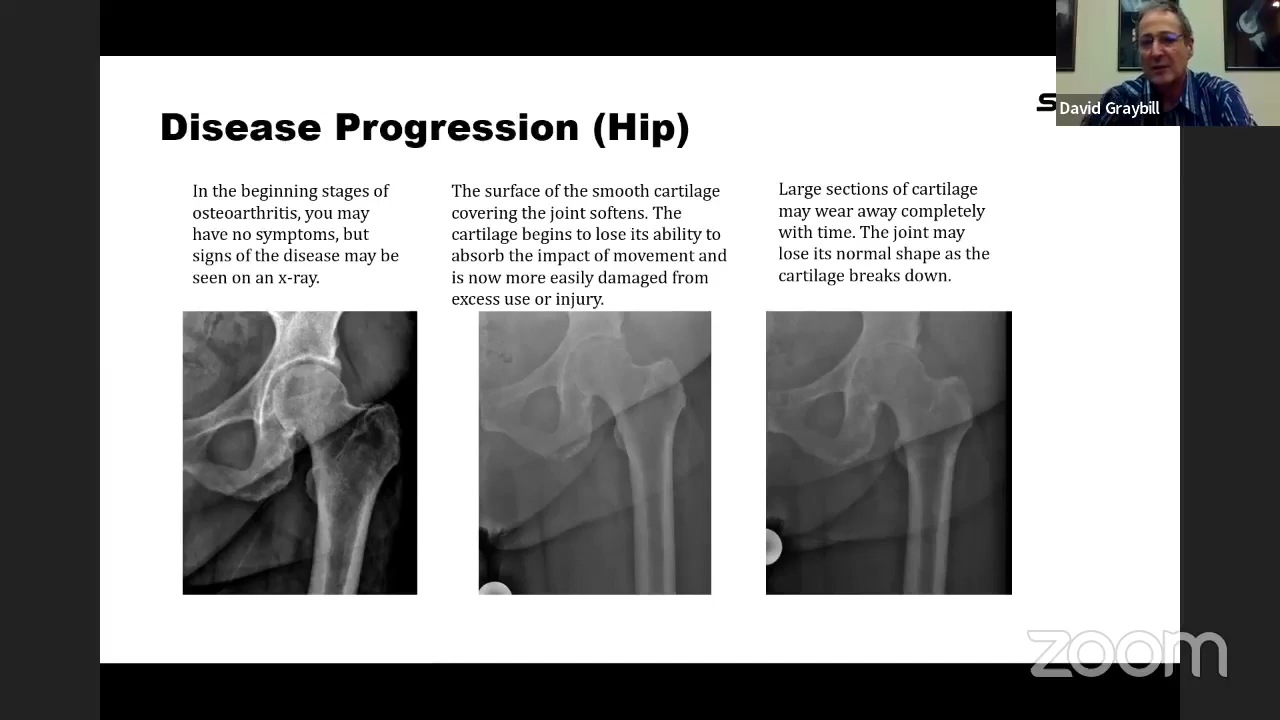 Disease Progression (Hip)
In the beginning stages of
osteoarthritis, you may
have no symptoms, but
signs of the disease may be
seen on an x-ray.
The surface of the smooth cartilage
covering the joint softens. The
cartilage begins to lose its ability to
absorb the impact of movement and
is now more easily damaged from
excess use or injury.
Large sections of cartilage
may wear away completely
with time. The joint may
lose its normal shape as the
cartilage breaks down.
David Graybill
zoom